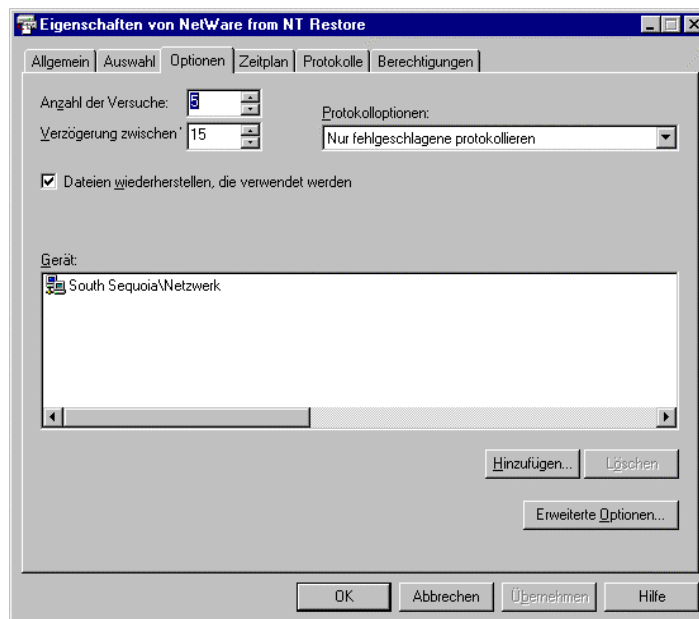 Eigenschaften von NetWare from NT Restore
Allgemein Auswahl Optionen Zeitplan Protokolle Berechtigungen
Anzahl der Versuche: 5
Protokolloptionen:
Verzögerung zwischen ' 15
Nur fehlgeschlagene protokollieren
Dateien wiederherstellen, die verwendet werden
Gerät:
South Sequoia\Netzwerk
Hinzufügen... Löschen
Erweiterte Optionen...
OK Abbrechen Übernehmen Hilfe